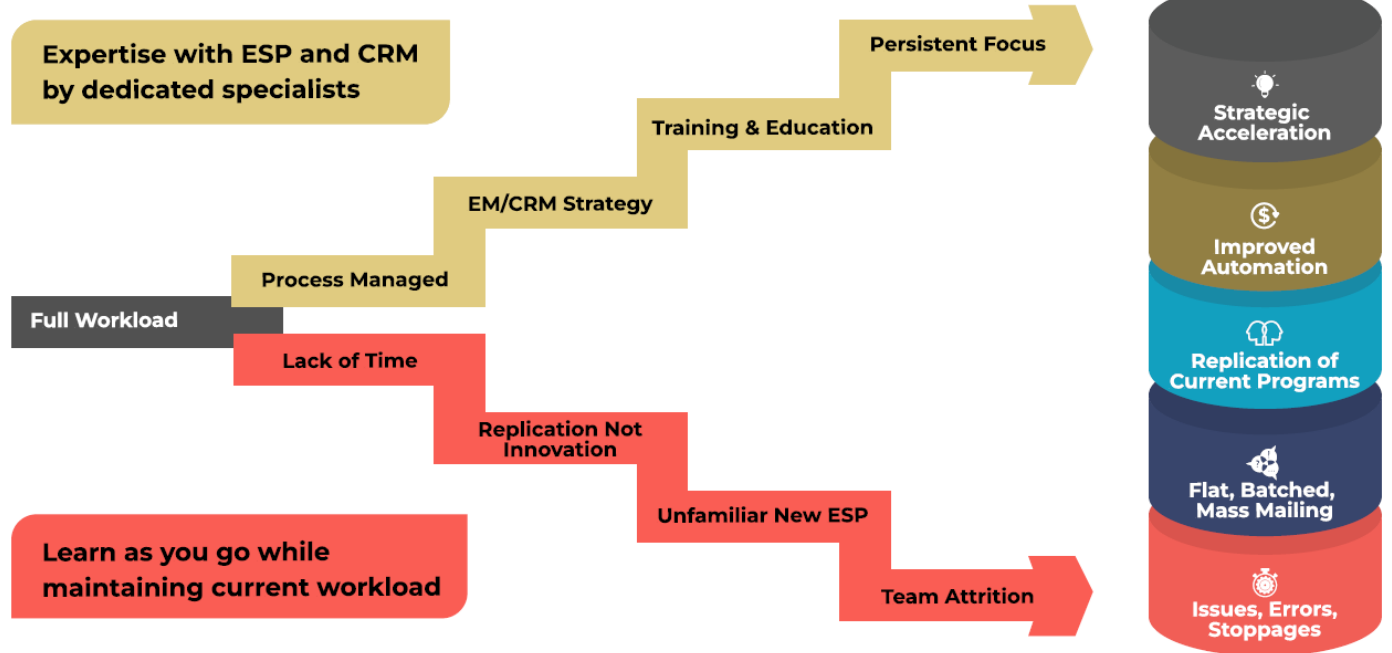 Expertise with ESP and CRM
by dedicated specialists
Persistent Focus
Training & Education
EM/CRM Strategy
Process Managed
Full Workload
Lack of Time
Replication Not
Innovation
Unfamiliar New ESP
Team Attrition
Learn as you go while
maintaining current workload
Strategic
Acceleration
Improved
Automation
Replication of
Current Programs
Flat, Batched,
Mass Mailing
Issues, Errors,
Stoppages